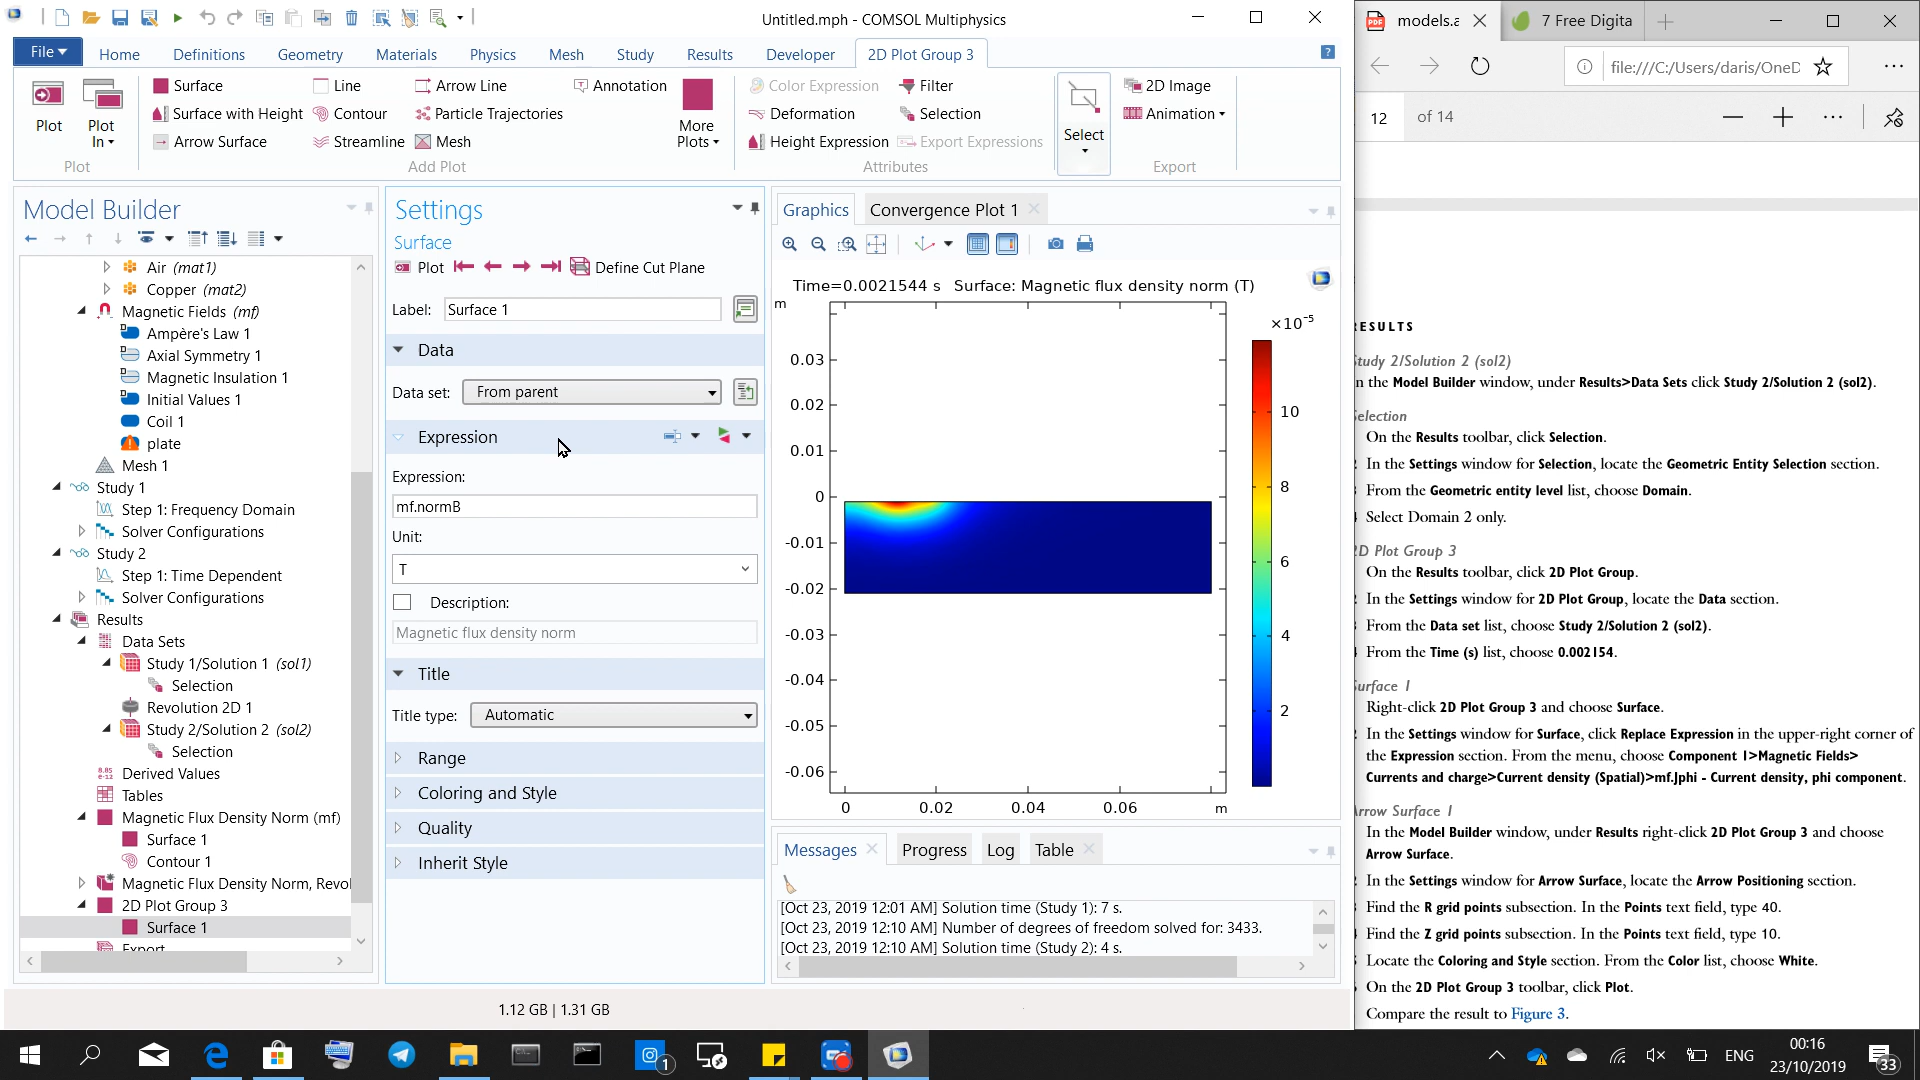 Untitled.mph - COMSOL Multiphysics
File
Home
Definitions
Geometry
Materials
Physics
Mesh
Study
Results
Developer
2D Plot Group 3
?
Plot
Plot In
Plot
Surface
Surface with Height
Arrow Surface
Line
Contour
Streamline
Arrow Line
Particle Trajectories
Mesh
Annotation
More Plots
Add Plot
Color Expression
Deformation
Height Expression
Filter
Selection
Export Expressions
Attributes
Select
2D Image
Animation
Export
Model Builder
Air (mat1)
Copper (mat2)
Magnetic Fields (mf)
Ampère's Law 1
Axial Symmetry 1
Magnetic Insulation 1
Initial Values 1
Coil 1
plate
Mesh 1
Study 1
Step 1: Frequency Domain
Solver Configurations
Study 2
Step 1: Time Dependent
Solver Configurations
Results
Data Sets
Study 1/Solution 1 (sol1)
Selection
Revolution 2D 1
Study 2/Solution 2 (sol2)
Selection
8.85
e-12
Derived Values
Tables
Magnetic Flux Density Norm (mf)
Surface 1
Contour 1
Magnetic Flux Density Norm, Revol
2D Plot Group 3
Surface 1
Export
Settings
Surface
Plot
Define Cut Plane
Label: Surface 1
Data
Data set: From parent
Expression
Expression:
mf.normB
Unit:
T
Description:
Magnetic flux density norm
Title
Title type: Automatic
Range
Coloring and Style
Quality
Inherit Style
Graphics
Convergence Plot 1
Time=0.0021544 s Surface: Magnetic flux density norm (T)
m
×10-5
0.03
0.02
0.01
0
-0.01
-0.02
-0.03
-0.04
-0.05
-0.06
0
0.02
0.04
0.06
m
10
8
6
4
2
Messages
Progress
Log
Table
[Oct 23, 2019 12:01 AM] Solution time (Study 1): 7 s.
[Oct 23, 2019 12:10 AM] Number of degrees of freedom solved for: 3433.
[Oct 23, 2019 12:10 AM] Solution time (Study 2): 4 s.
1.12 GB | 1.31 GB
PDF
models.a
7 Free Digita
file:///C:/Users/daris/OneD
12 of 14
ESULTS
tudy 2/Solution 2 (sol2)
n the Model Builder window, under Results>Data Sets click Study 2/Solution 2 (sol2).
election
On the Results toolbar, click Selection.
In the Settings window for Selection, locate the Geometric Entity Selection section.
From the Geometric entity level list, choose Domain.
Select Domain 2 only.
D Plot Group 3
On the Results toolbar, click 2D Plot Group.
In the Settings window for 2D Plot Group, locate the Data section.
From the Data set list, choose Study 2/Solution 2 (sol2).
From the Time (s) list, choose 0.002154.
urface 1
Right-click 2D Plot Group 3 and choose Surface.
In the Settings window for Surface, click Replace Expression in the upper-right corner of
the Expression section. From the menu, choose Component 1>Magnetic Fields>
Currents and charge>Current density (Spatial)>mf.Jphi - Current density, phi component.
rrow Surface 1
In the Model Builder window, under Results right-click 2D Plot Group 3 and choose
Arrow Surface.
In the Settings window for Arrow Surface, locate the Arrow Positioning section.
Find the R grid points subsection. In the Points text field, type 40.
Find the Z grid points subsection. In the Points text field, type 10.
Locate the Coloring and Style section. From the Color list, choose White.
On the 2D Plot Group 3 toolbar, click Plot.
Compare the result to Figure 3.
1
ENG
00:16
23/10/2019
33